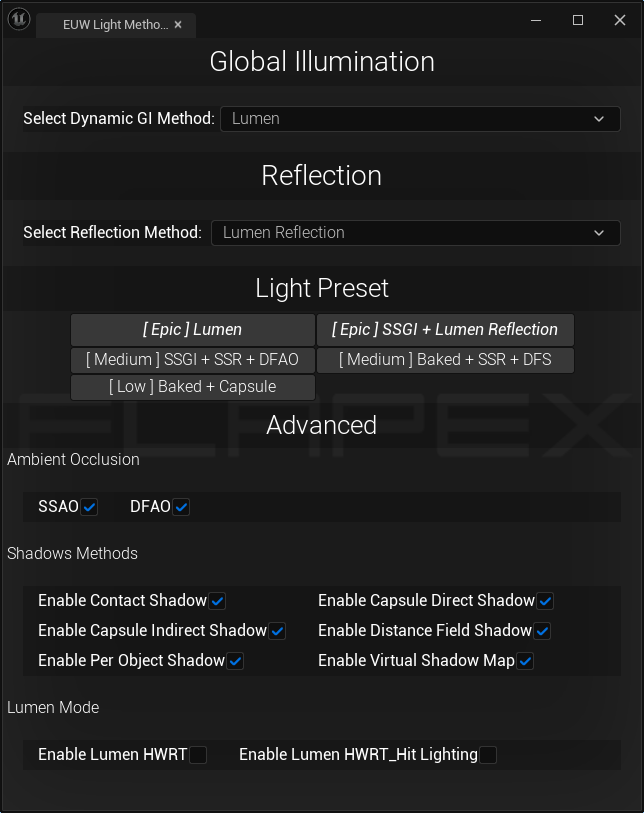 EUW Light Metho...
Global Illumination
Select Dynamic GI Method: Lumen
Reflection
Select Reflection Method: Lumen Reflection
Light Preset
[ Epic ] Lumen [ Epic ] SSGI + Lumen Reflection
[ Medium ] SSGI + SSR + DFAO [ Medium ] Baked + SSR + DFS
[ Low ] Baked + Capsule
Advanced
Ambient Occlusion
SSAO DFAO
Shadows Methods
Enable Contact Shadow Enable Capsule Direct Shadow
Enable Capsule Indirect Shadow Enable Distance Field Shadow
Enable Per Object Shadow Enable Virtual Shadow Map
Lumen Mode
Enable Lumen HWRT Enable Lumen HWRT_Hit Lighting